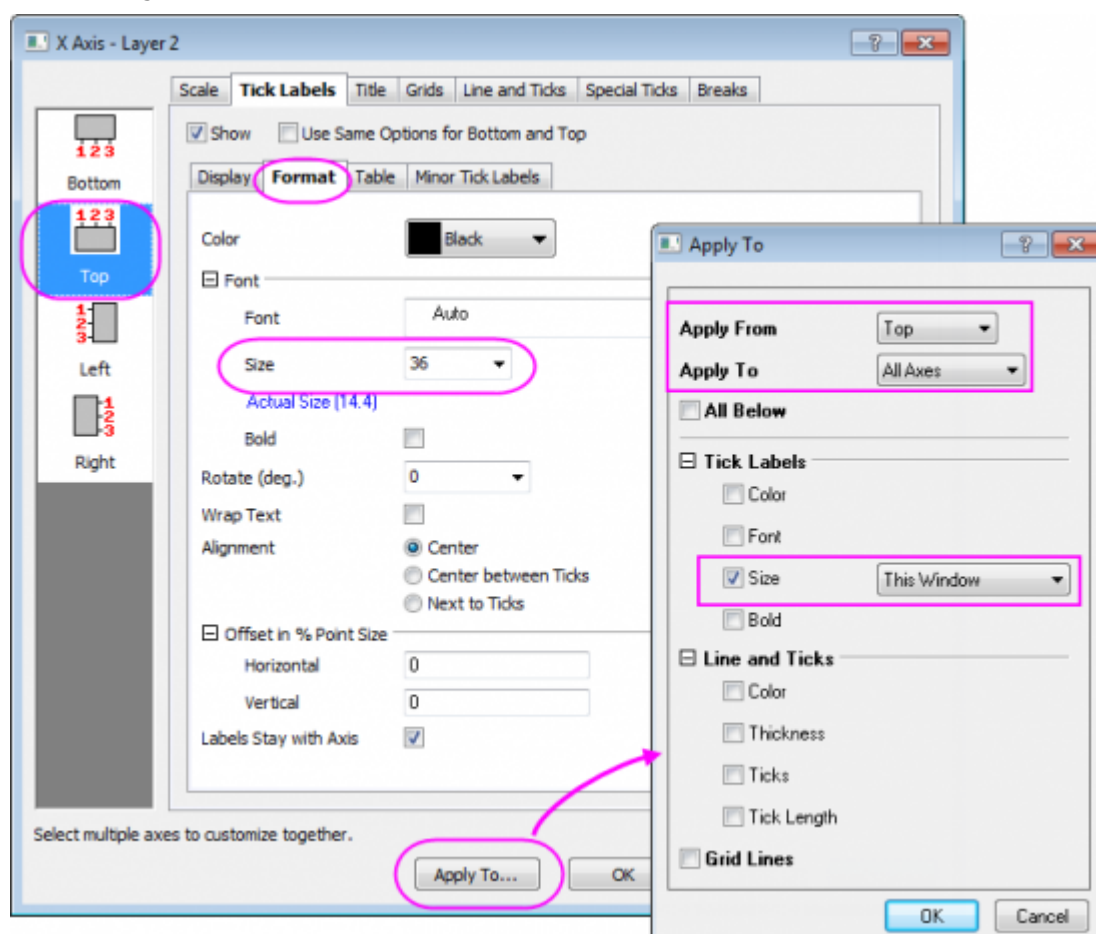 X Axis - Layer 2
Scale Tick Labels Title Grids Line and Ticks Special Ticks Breaks
Show Use Same Options for Bottom and Top
Display Format Table Minor Tick Labels
1 2 3
Bottom
1 2 3
Top
1
2
3
Left
1
2
3
Right
Color Black
Font
Font Auto
Size 36
Actual Size (14.4)
Bold
Rotate (deg.) 0
Wrap Text
Alignment Center
Center between Ticks
Next to Ticks
Offset in % Point Size
Horizontal 0
Vertical 0
Labels Stay with Axis
Select multiple axes to customize together.
Apply To... OK
Apply To
Apply From Top
Apply To All Axes
All Below
Tick Labels
Color
Font
Size This Window
Bold
Line and Ticks
Color
Thickness
Ticks
Tick Length
Grid Lines
OK Cancel